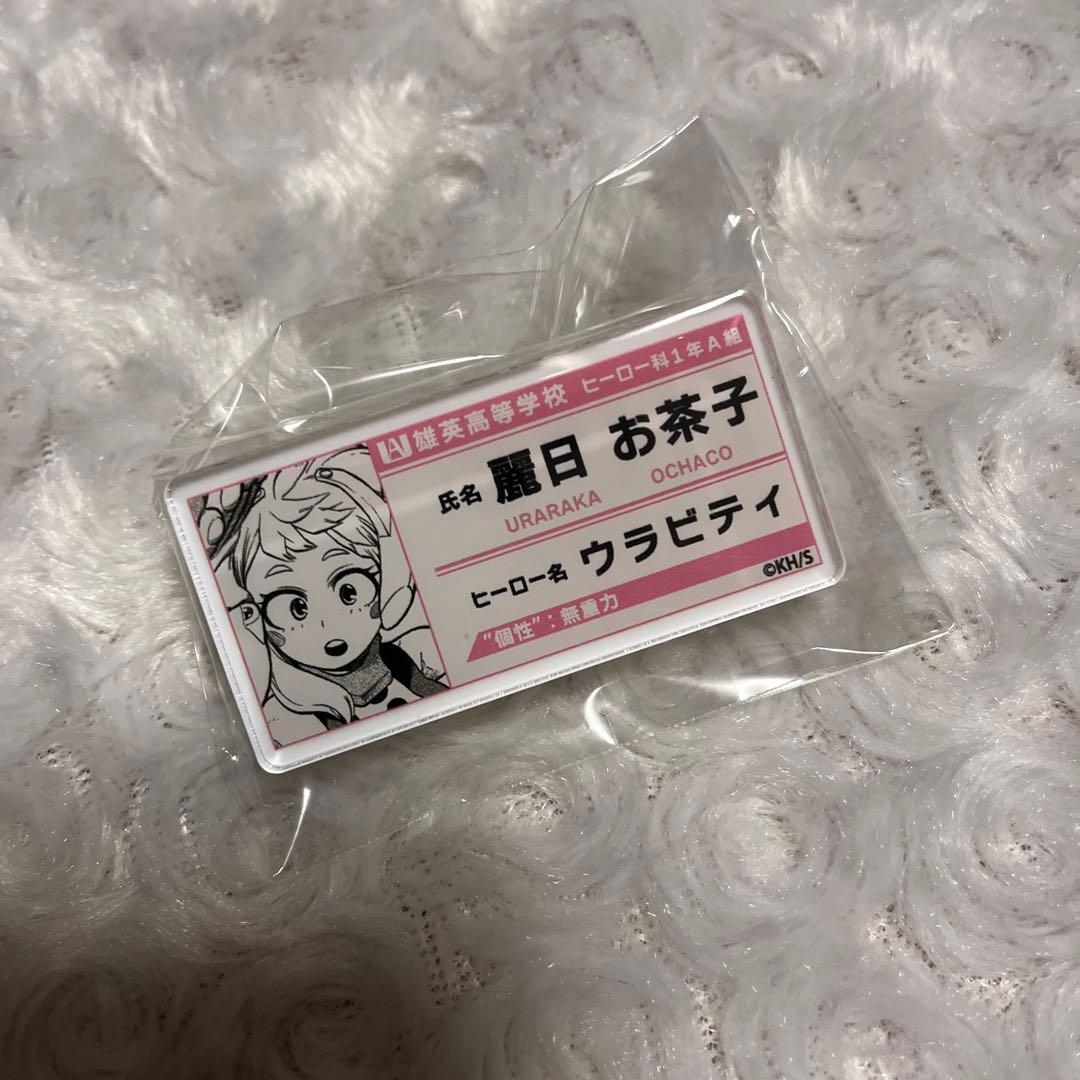 UA 雄英高等学校 ヒーロー科1年A組
氏名 麗日 お茶子
URARAKA OCHACO
ヒーロー名 ウラビティ
"個性":無重力
©KH/S